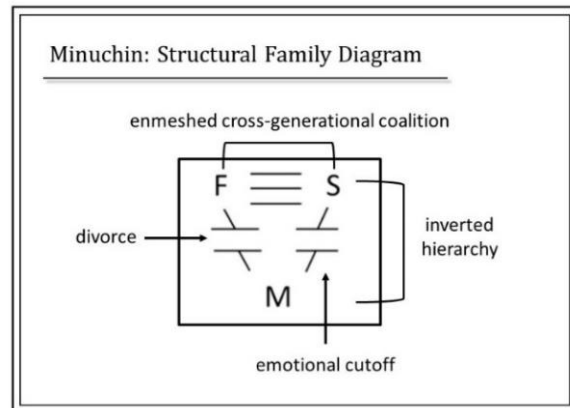 Minuchin: Structural Family Diagram
enmeshed cross-generational coalition
F S
divorce
inverted
hierarchy
M
emotional cutoff